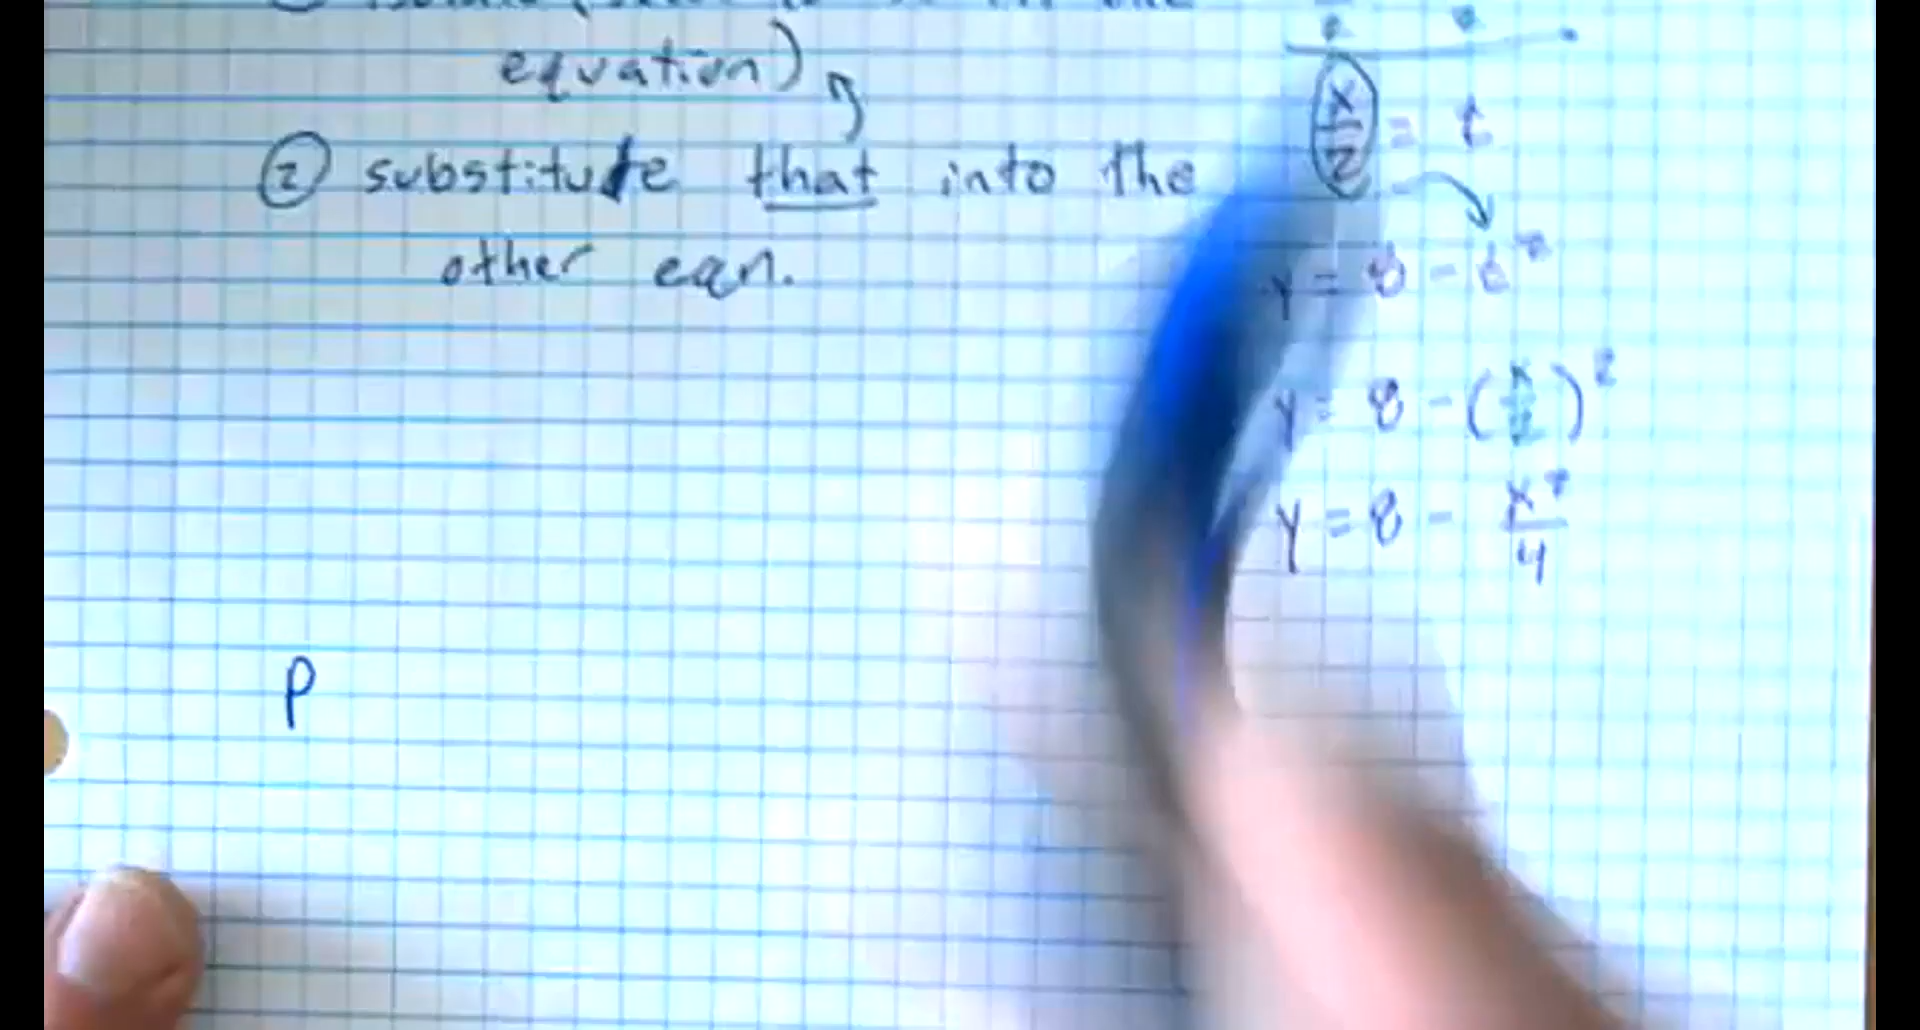 equation)
② substitute that into the
other eqn.
P
x/2 = t
y = 8 - t²
y = 8 - (x/2)²
y = 8 - x²/4